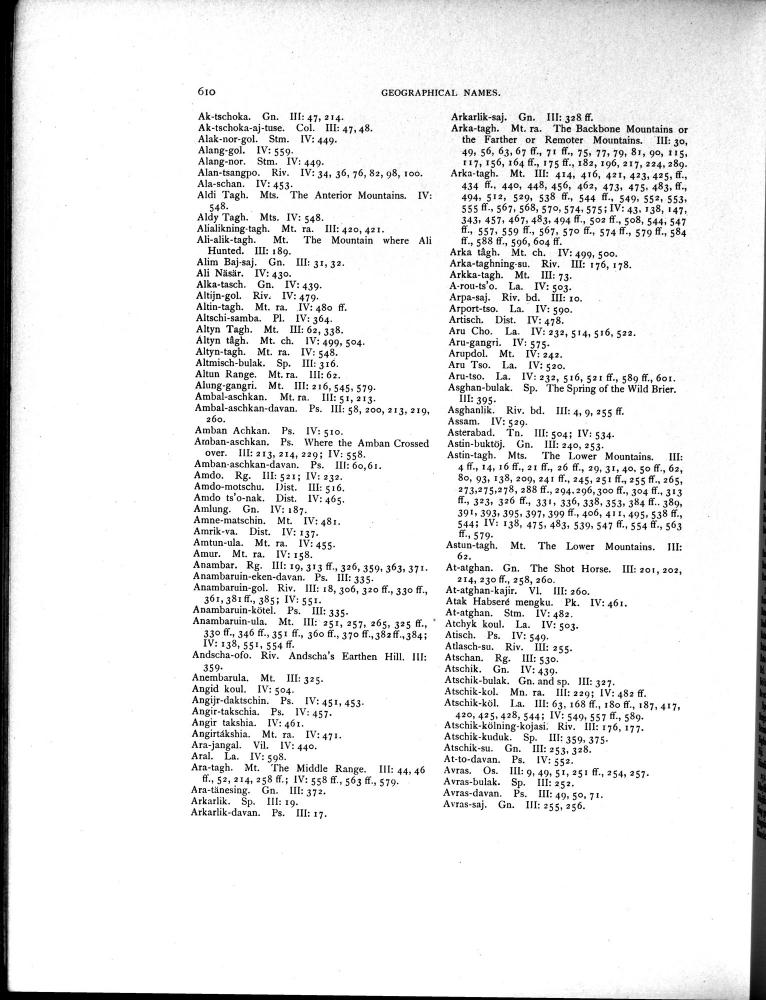 610
GEOGRAPHICAL NAMES.
Ak-tschoka. Gn. III: 47, 214.
Ak-tschoka-aj-tuse. Col. III: 47, 48.
Alak-nor-gol. Stm. IV: 449.
Alang-gol. IV: 559.
Alang-nor. Stm. IV: 449.
Alan-tsangpo. Riv. IV: 34, 36, 76, 82, 98, 100.
Ala-schan. IV: 453.
Aldi Tagh. Mts. The Anterior Mountains. IV:
548.
Aldy Tagh. Mts. IV: 548.
Alialikning-tagh. Mt. ra. III: 420, 421.
Ali-alik-tagh. Mt. The Mountain where Ali
Hunted. III: 189.
Alim Baj-saj. Gn. III: 31, 32.
Ali Näsär. IV: 430.
Alka-tasch. Gn. IV: 439.
Altijn-gol. Riv. IV: 479.
Altin-tagh. Mt. ra. IV: 480 ff.
Altschi-samba. Pl. IV: 364.
Altyn Tagh. Mt. III: 62, 338.
Altyn tågh. Mt. ch. IV: 499, 504.
Altyn-tagh. Mt. ra. IV: 548.
Altmisch-bulak. Sp. III: 316.
Altun Range. Mt. ra. III: 62.
Alung-gangri. Mt. III: 216, 545, 579.
Ambal-aschkan. Mt. ra. III: 51, 213.
Ambal-aschkan-davan. Ps. III: 58, 200, 213, 219,
260.
Amban Achkan. Ps. IV: 510.
Amban-aschkan. Ps. Where the Amban Crossed
over. III: 213, 214, 229; IV: 558.
Amban-aschkan-davan. Ps. III: 60, 61.
Amdo. Rg. III: 521; IV: 232.
Amdo-motschu. Dist. III: 516.
Amdo ts'o-nak. Dist. IV: 465.
Amlung. Gn. IV: 187.
Amne-matschin. Mt. IV: 481.
Amrik-va. Dist. IV: 137.
Amtun-ula. Mt. ra. IV: 455.
Amur. Mt. ra. IV: 158.
Anambar. Rg. III: 19, 313 ff., 326, 359, 363, 371.
Anambaruin-eken-davan. Ps. III: 335.
Anambaruin-gol. Riv. III: 18, 306, 320 ff., 330 ff.,
361, 381 ff., 385; IV: 551.
Anambaruin-kötel. Ps. III: 335.
Anambaruin-ula. Mt. III: 251, 257, 265, 325 ff.,
330 ff., 346 ff., 351 ff., 360 ff., 370 ff., 382 ff., 384;
IV: 138, 551, 554 ff.
Andscha-ofo. Riv. Andscha's Earthen Hill. III:
359.
Anembarula. Mt. III: 325.
Angid koul. IV: 504.
Angijr-daktschin. Ps. IV: 451, 453.
Angir-takschia. Ps. IV: 457.
Angir takshia. IV: 461.
Angirtákshia. Mt. ra. IV: 471.
Ara-jangal. Vil. IV: 440.
Aral. La. IV: 598.
Ara-tagh. Mt. The Middle Range. III: 44, 46
ff., 52, 214, 258 ff.; IV: 558 ff., 563 ff., 579.
Ara-tänesing. Gn. III: 372.
Arkarlik. Sp. III: 19.
Arkarlik-davan. Ps. III: 17.
Arkarlik-saj. Gn. III: 328 ff.
Arka-tagh. Mt. ra. The Backbone Mountains or
the Farther or Remoter Mountains. III: 30,
49, 56, 63, 67 ff., 71 ff., 75, 77, 79, 81, 90, 115,
117, 156, 164 ff., 175 ff., 182, 196, 217, 224, 289.
Arka-tagh. Mt. III: 414, 416, 421, 423, 425, ff.,
434 ff., 440, 448, 456, 462, 473, 475, 483, ff.,
494, 512, 529, 538 ff., 544 ff., 549, 552, 553,
555 ff., 567, 568, 570, 574, 575; IV: 43, 138, 147,
343, 457, 467, 483, 494 ff., 502 ff., 508, 544, 547
ff., 557, 559 ff., 567, 570 ff., 574 ff., 579 ff., 584
ff., 588 ff., 596, 604 ff.
Arka tågh. Mt. ch. IV: 499, 500.
Arka-taghning-su. Riv. III: 176, 178.
Arkka-tagh. Mt. III: 73.
A-rou-ts'o. La. IV: 503.
Arpa-saj. Riv. bd. III: 10.
Arport-tso. La. IV: 590.
Artisch. Dist. IV: 478.
Aru Cho. La. IV: 232, 514, 516, 522.
Aru-gangri. IV: 575.
Arupdol. Mt. IV: 242.
Aru Tso. La. IV: 520.
Aru-tso. La. IV: 232, 516, 521 ff., 589 ff., 601.
Asghan-bulak. Sp. The Spring of the Wild Brier.
III: 395.
Asghanlik. Riv. bd. III: 4, 9, 255 ff.
Assam. IV: 529.
Asterabad. Tn. III: 504; IV: 534.
Astin-buktöj. Gn. III: 240, 253.
Astin-tagh. Mts. The Lower Mountains. III:
4 ff., 14, 16 ff., 21 ff., 26 ff., 29, 31, 40, 50 ff., 62,
80, 93, 138, 209, 241 ff., 245, 251 ff., 255 ff., 265,
273, 275, 278, 288 ff., 294, 296, 300 ff., 304 ff., 313
ff., 323, 326 ff., 331, 336, 338, 353, 384 ff.. 389,
391, 393, 395, 397, 399 ff., 406, 411, 495, 538 ff.,
544; IV: 138, 475, 483, 539, 547 ff., 554 ff., 563
ff., 579.
Astun-tagh. Mt. The Lower Mountains. III:
62.
At-atghan. Gn. The Shot Horse. III: 201, 202,
214, 230 ff., 258, 260.
At-atghan-kajir. Vl. III: 260.
Atak Habseré mengku. Pk. IV: 461.
At-atghan. Stm. IV: 482.
Atchyk koul. La. IV: 503.
Atisch. Ps. IV: 549.
Atlasch-su. Riv. III: 255.
Atschan. Rg. III: 530.
Atschik. Gn. IV: 439.
Atschik-bulak. Gn. and sp. III: 327.
Atschik-kol. Mn. ra. III: 229; IV: 482 ff.
Atschik-köl. La. III: 63, 168 ff., 180 ff., 187, 417,
420, 425, 428, 544; IV: 549, 557 ff., 589.
Atschik-kölning-kojasi. Riv. III: 176, 177.
Atschik-kuduk. Sp. III: 359, 375.
Atschik-su. Gn. III: 253, 328.
At-to-davan. Ps. IV: 552.
Avras. Os. III: 9, 49, 51, 251 ff., 254, 257.
Avras-bulak. Sp. III: 252.
Avras-davan. Ps. III: 49, 50, 71.
Avras-saj. Gn. III: 255, 256.